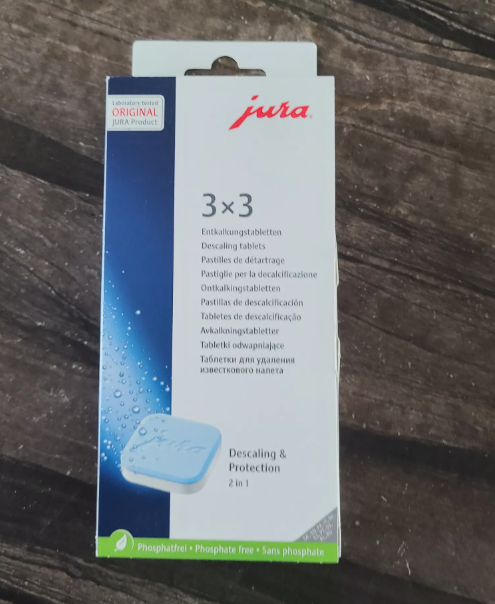 Laboratory tested
ORIGINAL
JURA Product
jura
3×3
Entkalkungstabletten
Descaling tablets
Pastilles de détartrage
Pastiglie per la decalcificazione
Ontkalkingstabletten
Pastillas de descalcificación
Tabletes de descalcificação
Avkalkningstabletter
Tabletki odwapniające
Таблетки для удаления
известкового налета
jura
Descaling &
Protection
2 in 1
Phosphatfrei • Phosphate free • Sans phosphate